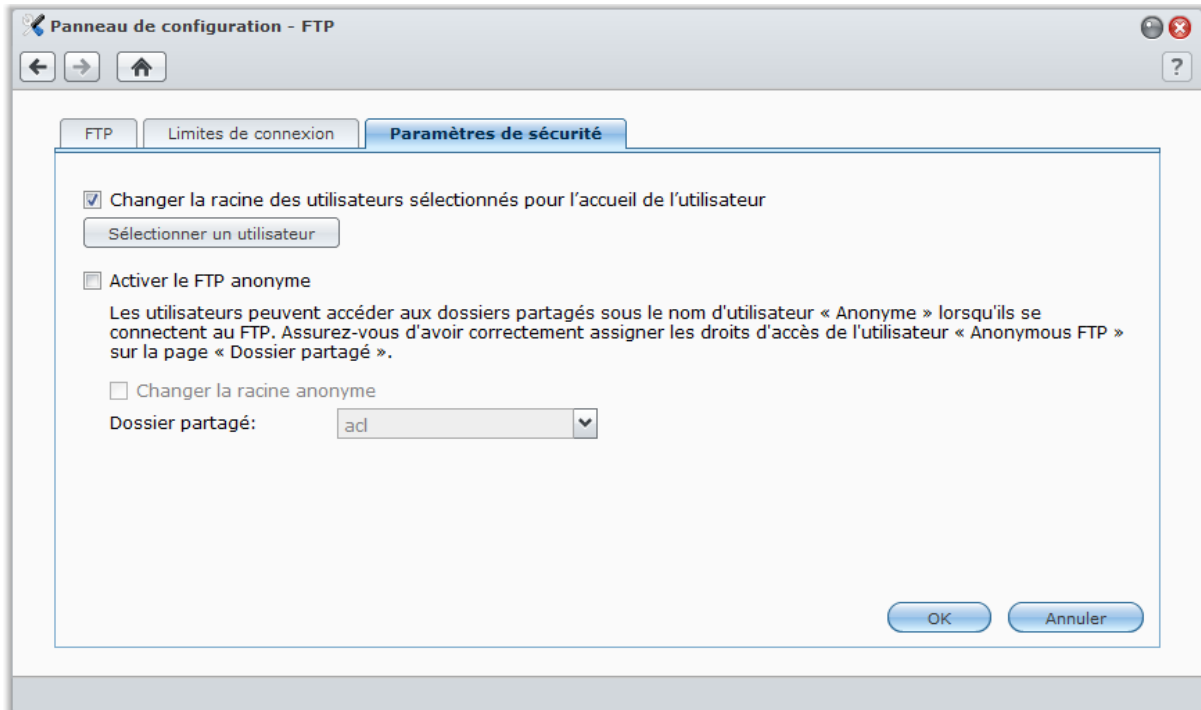 Panneau de configuration - FTP
?
FTP
Limites de connexion
Paramètres de sécurité
Changer la racine des utilisateurs sélectionnés pour l’accueil de l’utilisateur
Sélectionner un utilisateur
Activer le FTP anonyme
Les utilisateurs peuvent accéder aux dossiers partagés sous le nom d'utilisateur « Anonyme » lorsqu'ils se
connectent au FTP. Assurez-vous d'avoir correctement assigner les droits d'accès de l'utilisateur « Anonymous FTP »
sur la page « Dossier partagé ».
Changer la racine anonyme
Dossier partagé:
acl
OK
Annuler